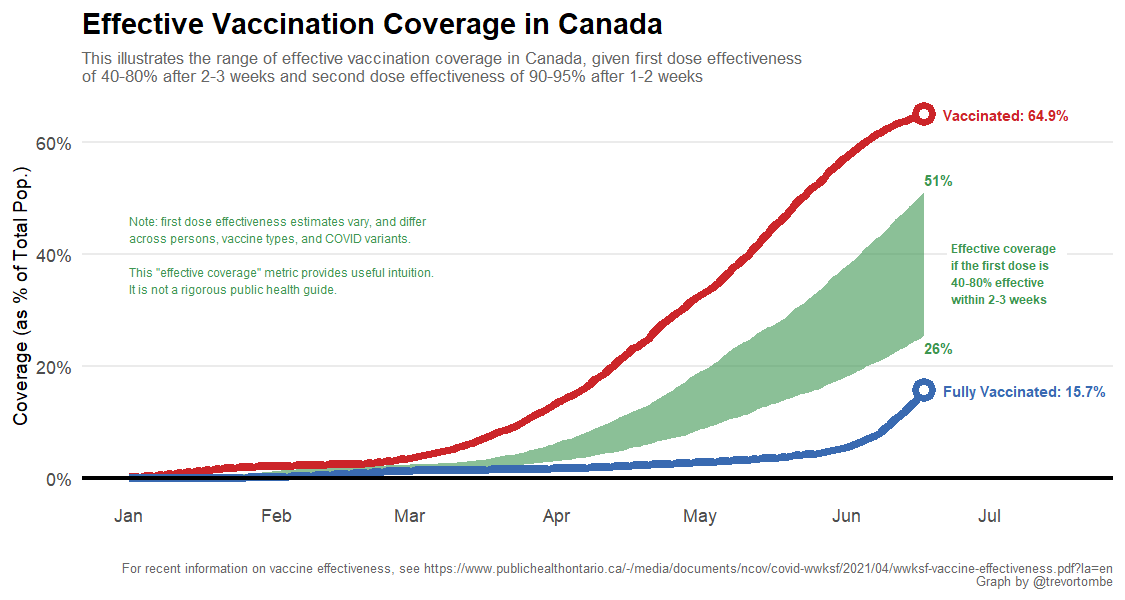 Effective Vaccination Coverage in Canada
This illustrates the range of effective vaccination coverage in Canada, given first dose effectiveness
of 40-80% after 2-3 weeks and second dose effectiveness of 90-95% after 1-2 weeks
Coverage (as % of Total Pop.)
60%
40%
20%
0%
Vaccinated: 64.9%
51%
Note: first dose effectiveness estimates vary, and differ
across persons, vaccine types, and COVID variants.
This "effective coverage" metric provides useful intuition.
It is not a rigorous public health guide.
Effective coverage
if the first dose is
40-80% effective
within 2-3 weeks
26%
Fully Vaccinated: 15.7%
Jan
Feb
Mar
Apr
May
Jun
Jul
For recent information on vaccine effectiveness, see https://www.publichealthontario.ca/-/media/documents/ncov/covid-wwksf/2021/04/wwksf-vaccine-effectiveness.pdf?la=en
Graph by @trevortombe